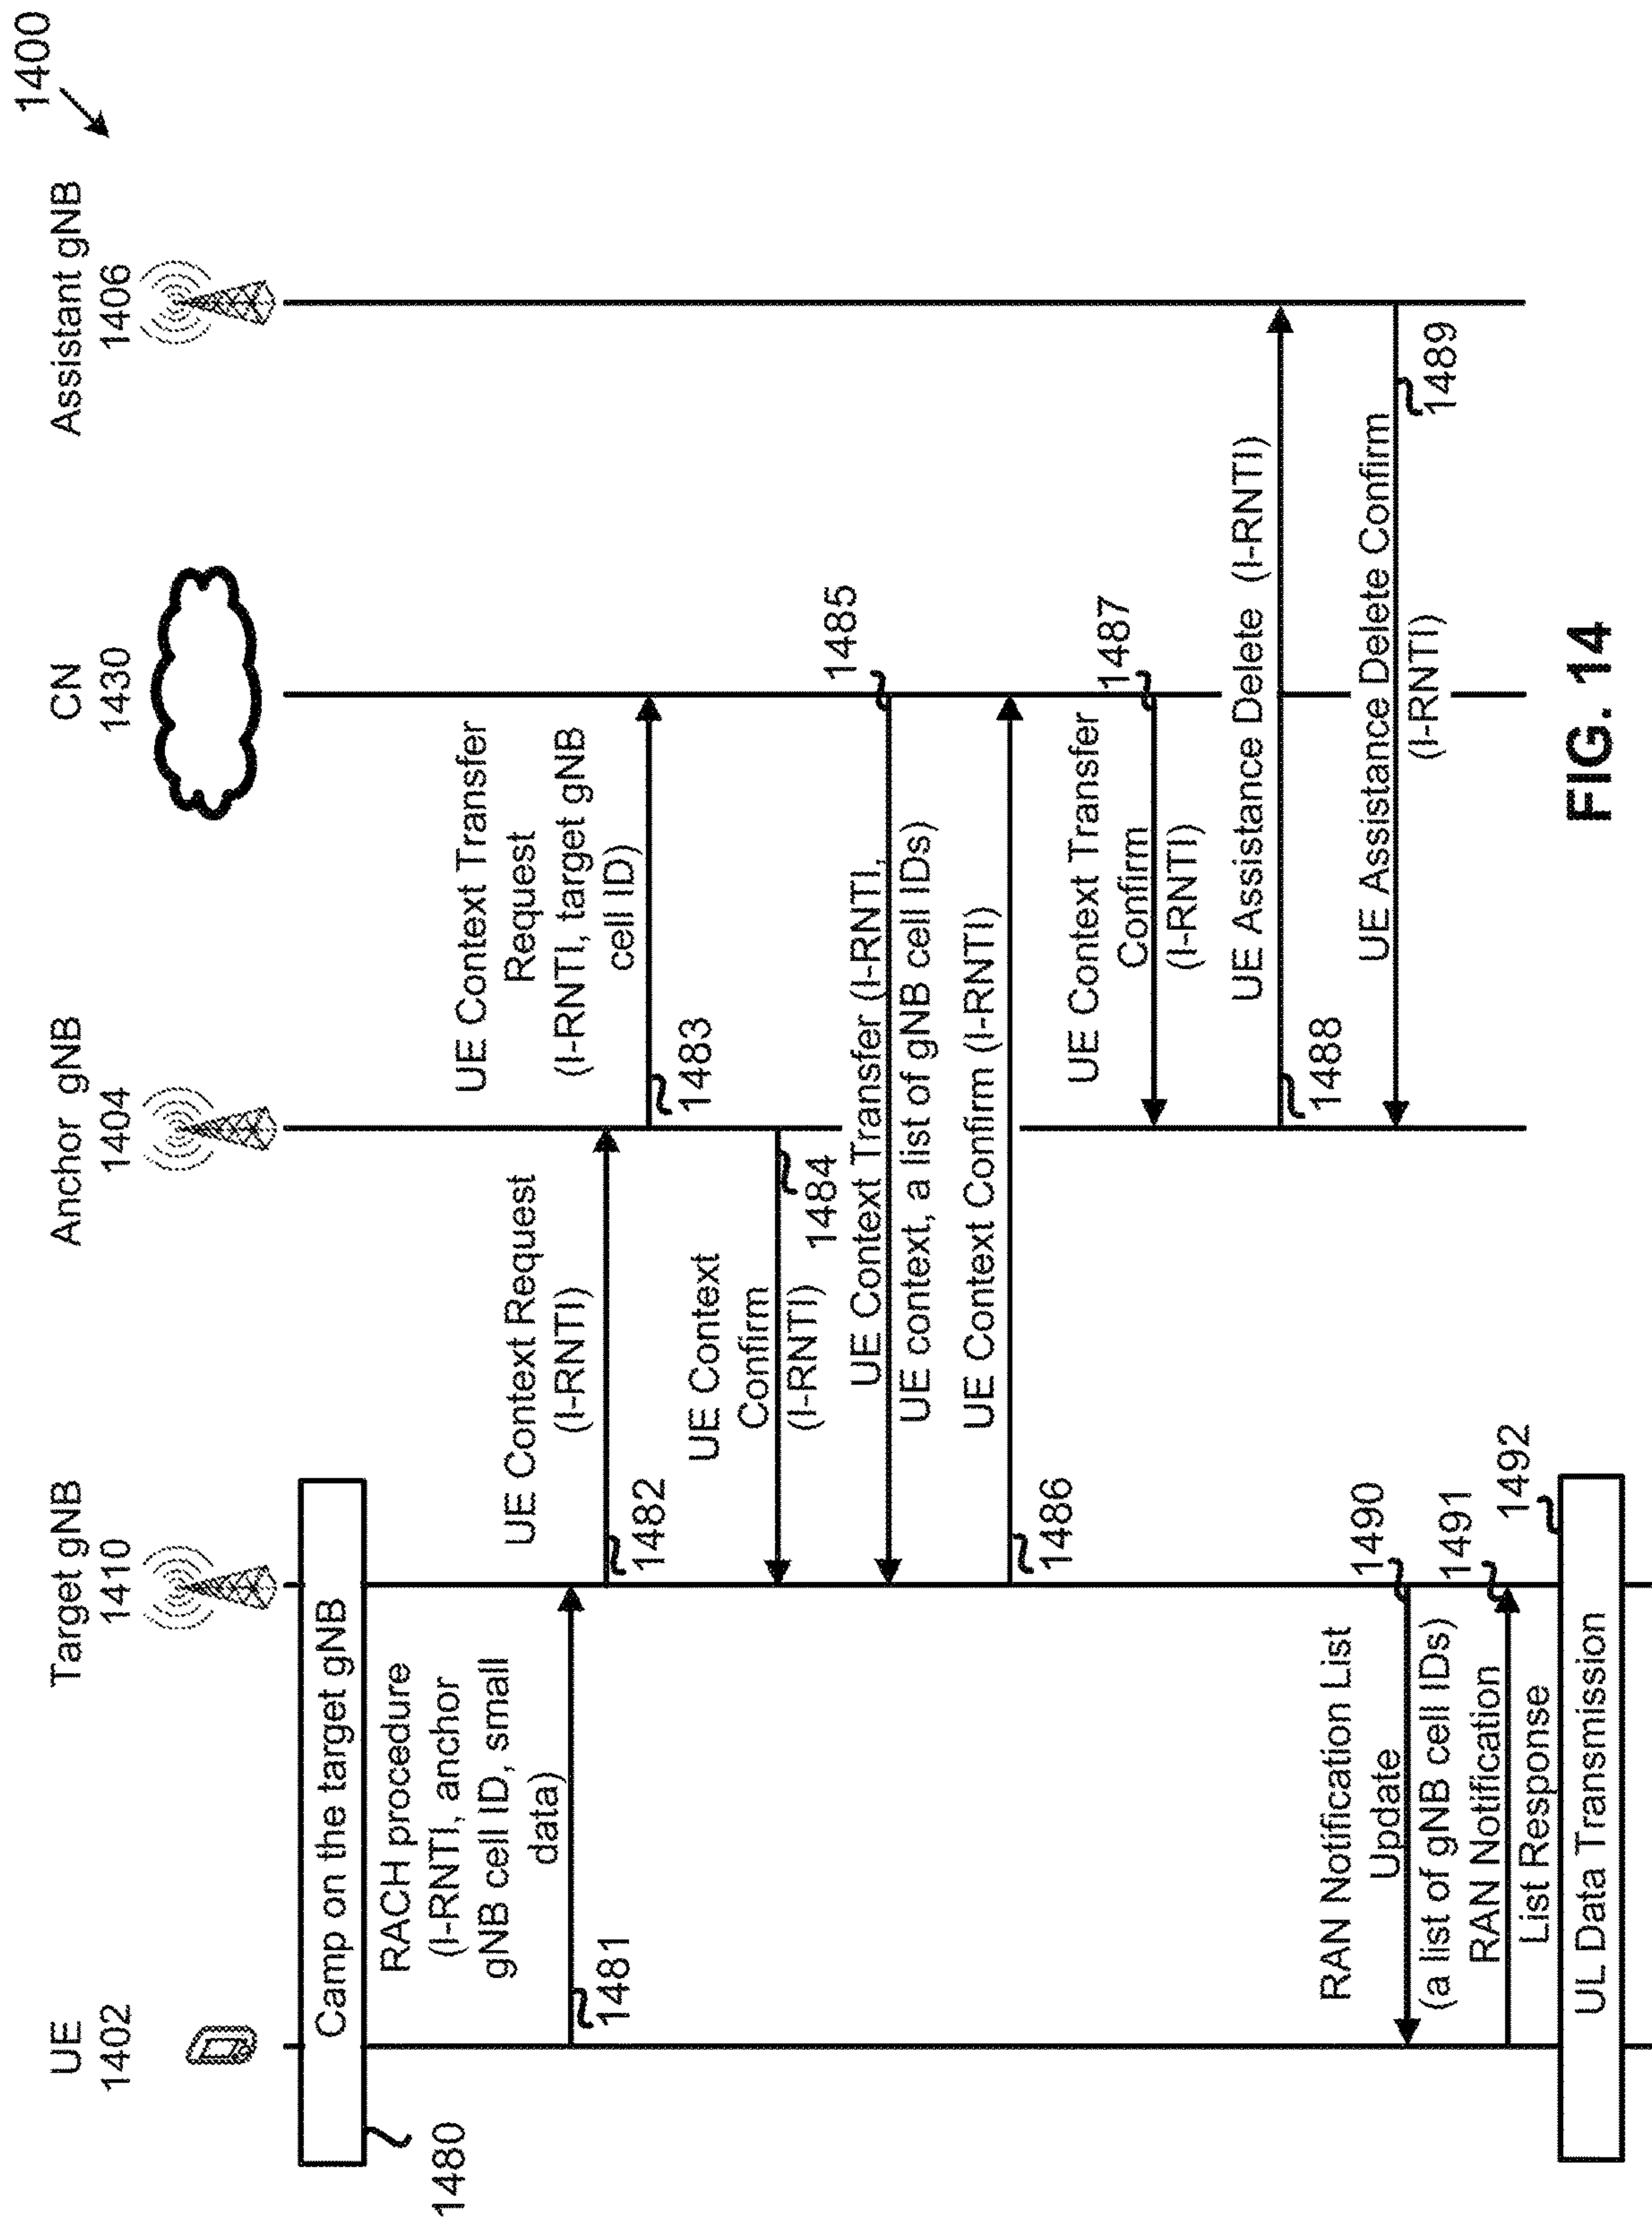 1400
UE
1402
Target gNB
1410
Anchor gNB
1404
CN
1430
Assistant gNB
1406
1480
Camp on the target gNB
RACH procedure
(I-RNTI, anchor
gNB cell ID, small
data)
1481
UE Context Request
(I-RNTI)
1482
UE Context Transfer
Request
(I-RNTI, target gNB
cell ID)
1483
UE Context
Confirm
(I-RNTI)
1484
1485
UE Context Transfer (I-RNTI,
UE context, a list of gNB cell IDs)
UE Context Confirm (I-RNTI)
1486
1487
UE Context Transfer
Confirm
(I-RNTI)
UE Assistance Delete (I-RNTI)
1488
UE Assistance Delete Confirm
(I-RNTI)
1489
1490
RAN Notification List
Update
(a list of gNB cell IDs)
1491
RAN Notification
List Response
1492
UL Data Transmission
FIG. 14